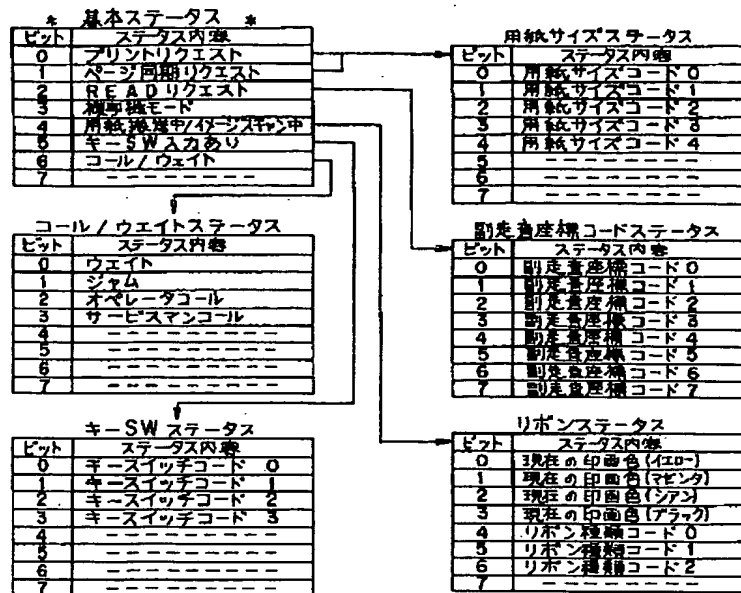 * 基本ステータス *
ビット ステータス内容
0 プリントリクエスト
1 ページ同期リクエスト
2 READリクエスト
3 複写機モード
4 用紙搬送中/イメージスキャン中
5 キーSW入力あり
6 コール/ウェイト
7 ---------
コール/ウエイトステータス
ビット ステータス内容
0 ウェイト
1 ジャム
2 オペレータコール
3 サービスマンコール
4 ---------
5 ---------
6 ---------
7 ---------
キーSWステータス
ビット ステータス内容
0 キースイッチコード 0
1 キースイッチコード 1
2 キースイッチコード 2
3 キースイッチコード 3
4 ---------
5 ---------
6 ---------
7 ---------
用紙サイズステータス
ビット ステータス内容
0 用紙サイズコード 0
1 用紙サイズコード 1
2 用紙サイズコード 2
3 用紙サイズコード 3
4 用紙サイズコード 4
5 ---------
6 ---------
7 ---------
副走査座標コードステータス
ビット ステータス内容
0 副走査座標コード 0
1 副走査座標コード 1
2 副走査座標コード 2
3 副走査座標コード 3
4 副走査座標コード 4
5 副走査座標コード 5
6 副走査座標コード 6
7 副走査座標コード 7
リボンステータス
ビット ステータス内容
0 現在の印画色(イエロー)
1 現在の印画色(マゼンタ)
2 現在の印画色(シアン)
3 現在の印画色(ブラック)
4 リボン種類コード 0
5 リボン種類コード 1
6 リボン種類コード 2
7 ---------